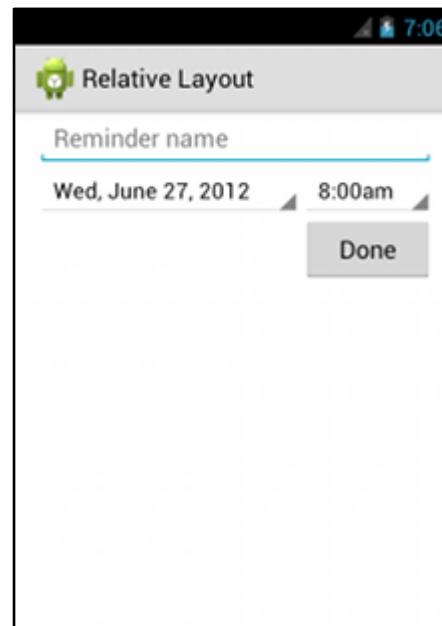 7:06
Relative Layout
Reminder name
Wed, June 27, 2012 8:00am
Done